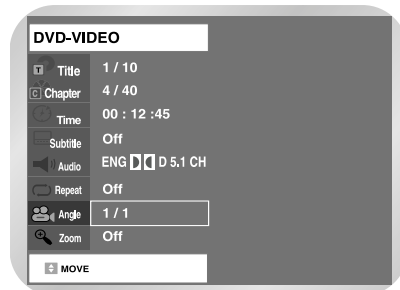 DVD-VIDEO
T Title 1 / 10
C Chapter 4 / 40
Time 00 : 12 :45
Subtitle Off
Audio ENG D 5.1 CH
Repeat Off
Angle 1 / 1
Zoom Off
MOVE